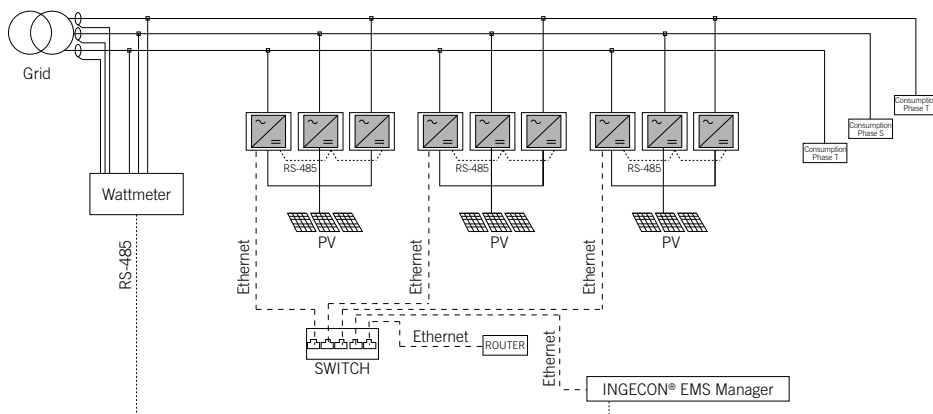 Grid
Consumption
Phase T
Consumption
Phase S
Consumption
Phase T
RS-485
RS-485
RS-485
Wattmeter
PV
PV
PV
RS-485
Ethernet
Ethernet
Ethernet
Ethernet
ROUTER
Ethernet
SWITCH
INGECON® EMS Manager